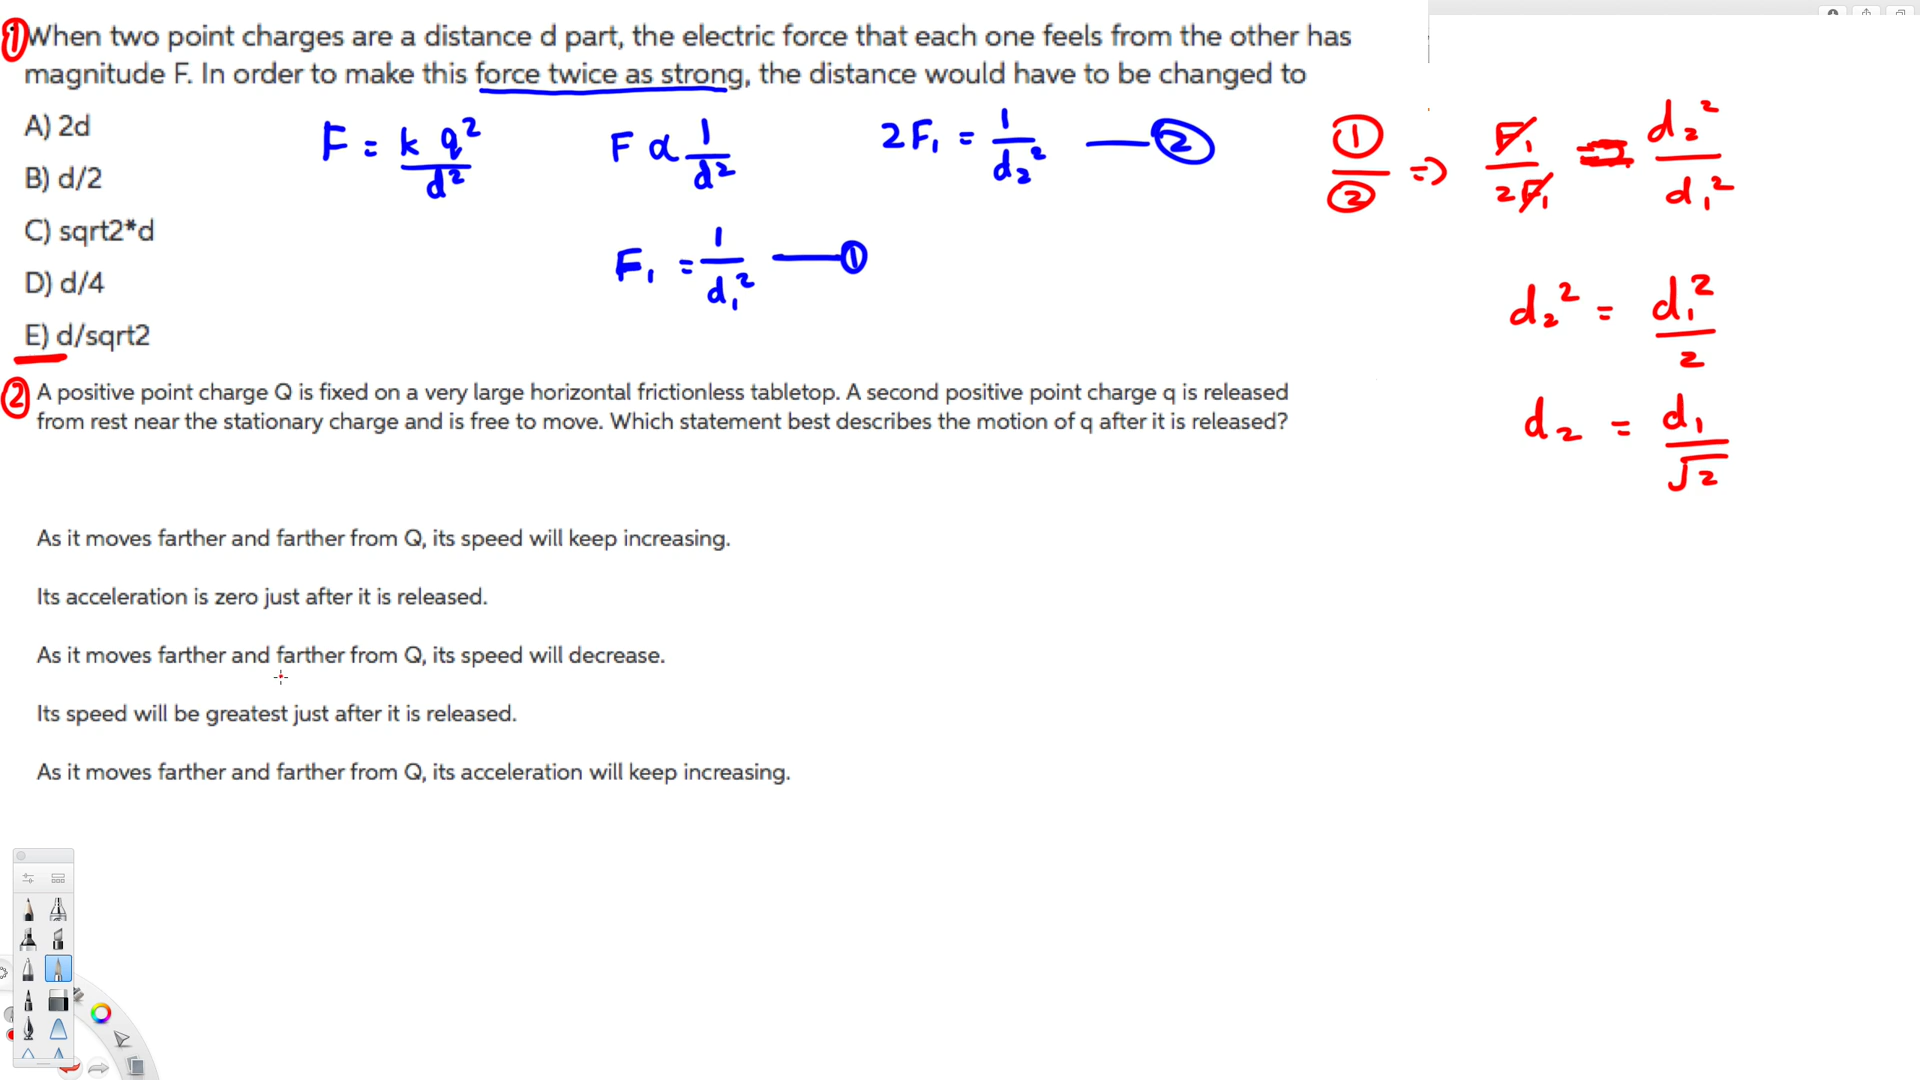 ① When two point charges are a distance d part, the electric force that each one feels from the other has
magnitude F. In order to make this force twice as strong, the distance would have to be changed to
A) 2d
B) d/2
C) sqrt2*d
D) d/4
E) d/sqrt2
F = k q² / d²
F ∝ 1 / d²
F₁ = 1 / d₁² — ①
2F₁ = 1 / d₂² — ②
① / ② => F₁ / 2F₁ = d₂² / d₁²
d₂² = d₁² / 2
d₂ = d₁ / √2
② A positive point charge Q is fixed on a very large horizontal frictionless tabletop. A second positive point charge q is released
from rest near the stationary charge and is free to move. Which statement best describes the motion of q after it is released?
As it moves farther and farther from Q, its speed will keep increasing.
Its acceleration is zero just after it is released.
As it moves farther and farther from Q, its speed will decrease.
Its speed will be greatest just after it is released.
As it moves farther and farther from Q, its acceleration will keep increasing.